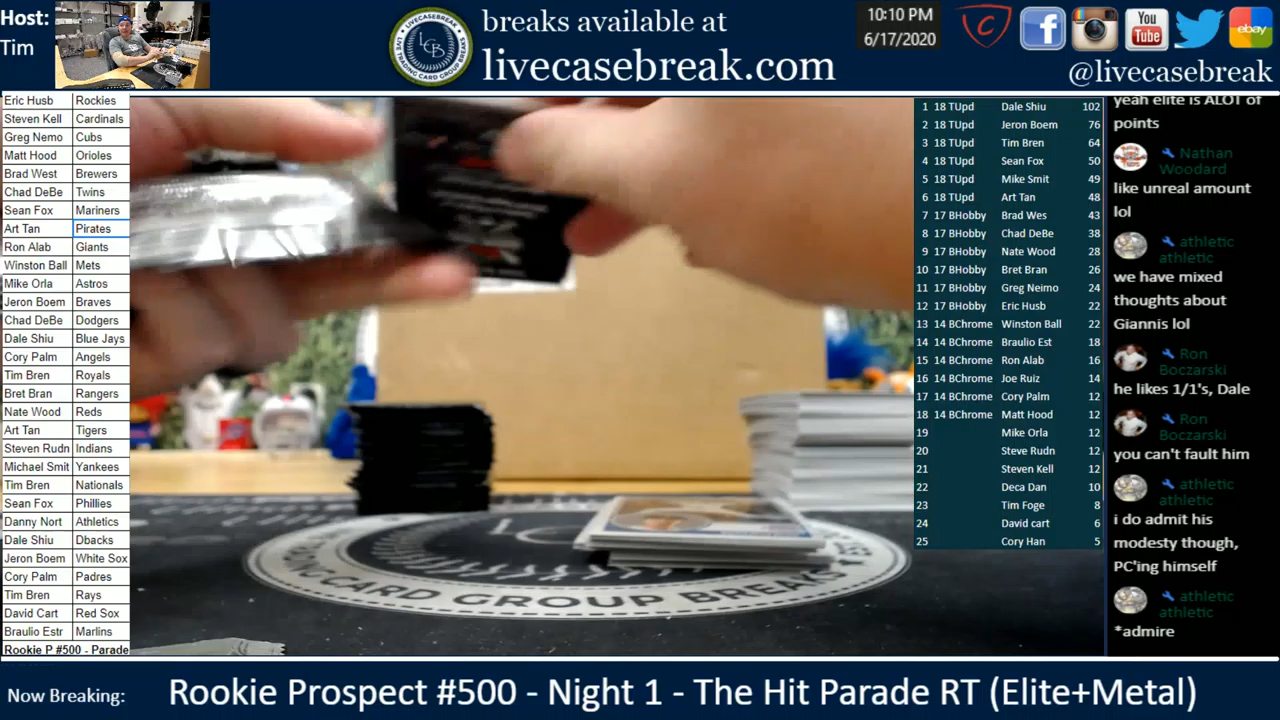 Host:
Tim
LCB
LIVE TRADING CARD GROUP BREAKS
breaks available at
livecasebreak.com
10:10 PM
6/17/2020
You
Tube
ebay
@livecasebreak
Eric Husb Rockies
Steven Kell Cardinals
Greg Nemo Cubs
Matt Hood Orioles
Brad West Brewers
Chad DeBe Twins
Sean Fox Mariners
Art Tan Pirates
Ron Alab Giants
Winston Ball Mets
Mike Orla Astros
Jeron Boem Braves
Chad DeBe Dodgers
Dale Shiu Blue Jays
Cory Palm Angels
Tim Bren Royals
Bret Bran Rangers
Nate Wood Reds
Art Tan Tigers
Steven Rudn Indians
Michael Smit Yankees
Tim Bren Nationals
Sean Fox Phillies
Danny Nort Athletics
Dale Shiu Dbacks
Jeron Boem White Sox
Cory Palm Padres
Tim Bren Rays
David Cart Red Sox
Braulio Estr Marlins
Rookie P #500 - Parade
CARD GROUP BREAK
1 18 TUpd Dale Shiu 102
2 18 TUpd Jeron Boem 76
3 18 TUpd Tim Bren 64
4 18 TUpd Sean Fox 50
5 18 TUpd Mike Smit 49
6 18 TUpd Art Tan 48
7 17 BHobby Brad Wes 43
8 17 BHobby Chad DeBe 38
9 17 BHobby Nate Wood 28
10 17 BHobby Bret Bran 26
11 17 BHobby Greg Neimo 24
12 17 BHobby Eric Husb 22
13 14 BChrome Winston Ball 22
14 14 BChrome Braulio Est 18
15 14 BChrome Ron Alab 16
16 14 BChrome Joe Ruiz 14
17 14 BChrome Cory Palm 12
18 14 BChrome Matt Hood 12
19 Mike Orla 12
20 Steve Rudn 12
21 Steven Kell 12
22 Deca Dan 10
23 Tim Foge 8
24 David cart 6
25 Cory Han 5
yeah elite is ALOT of
points
Nathan
Woodard
like unreal amount
lol
athletic
athletic
we have mixed
thoughts about
Giannis lol
Ron
Boczarski
he likes 1/1's, Dale
Ron
Boczarski
you can't fault him
athletic
athletic
i do admit his
modesty though,
PC'ing himself
athletic
athletic
*admire
Now Breaking:
Rookie Prospect #500 - Night 1 - The Hit Parade RT (Elite+Metal)